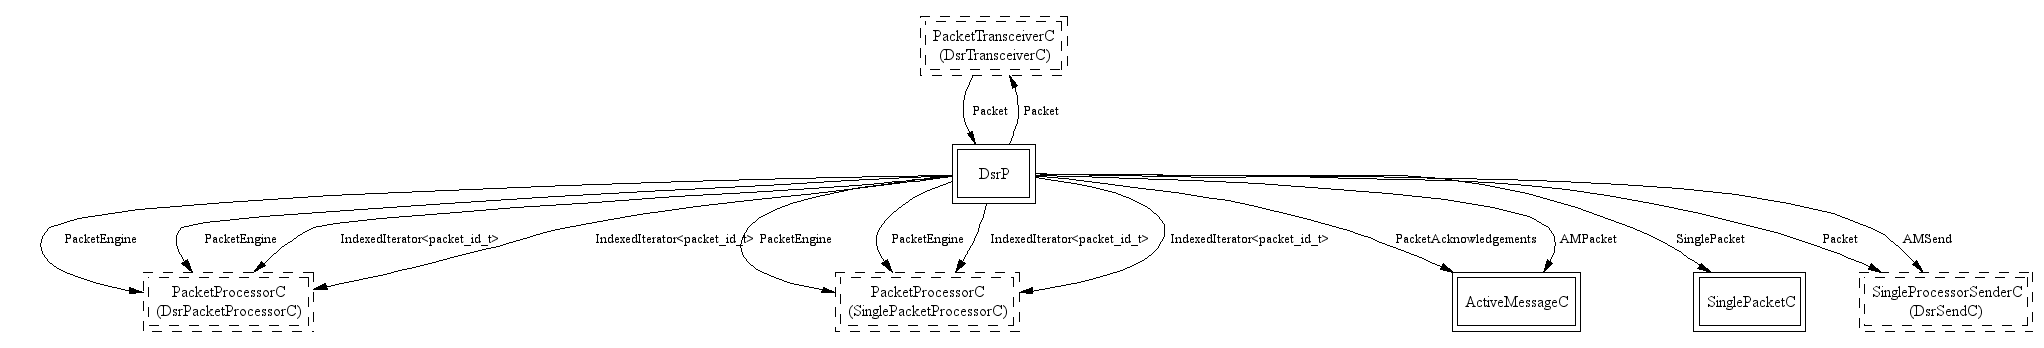 PacketTransceiverC
(DsrTransceiverC)
Packet
Packet
DsrP
PacketEngine
PacketEngine
IndexedIterator<packet_id_t>
IndexedIterator<packet_id_t>
PacketEngine
PacketEngine
IndexedIterator<packet_id_t>
IndexedIterator<packet_id_t>
PacketAcknowledgements
AMPacket
SinglePacket
Packet
AMSend
PacketProcessorC
(DsrPacketProcessorC)
PacketProcessorC
(SinglePacketProcessorC)
ActiveMessageC
SinglePacketC
SingleProcessorSenderC
(DsrSendC)